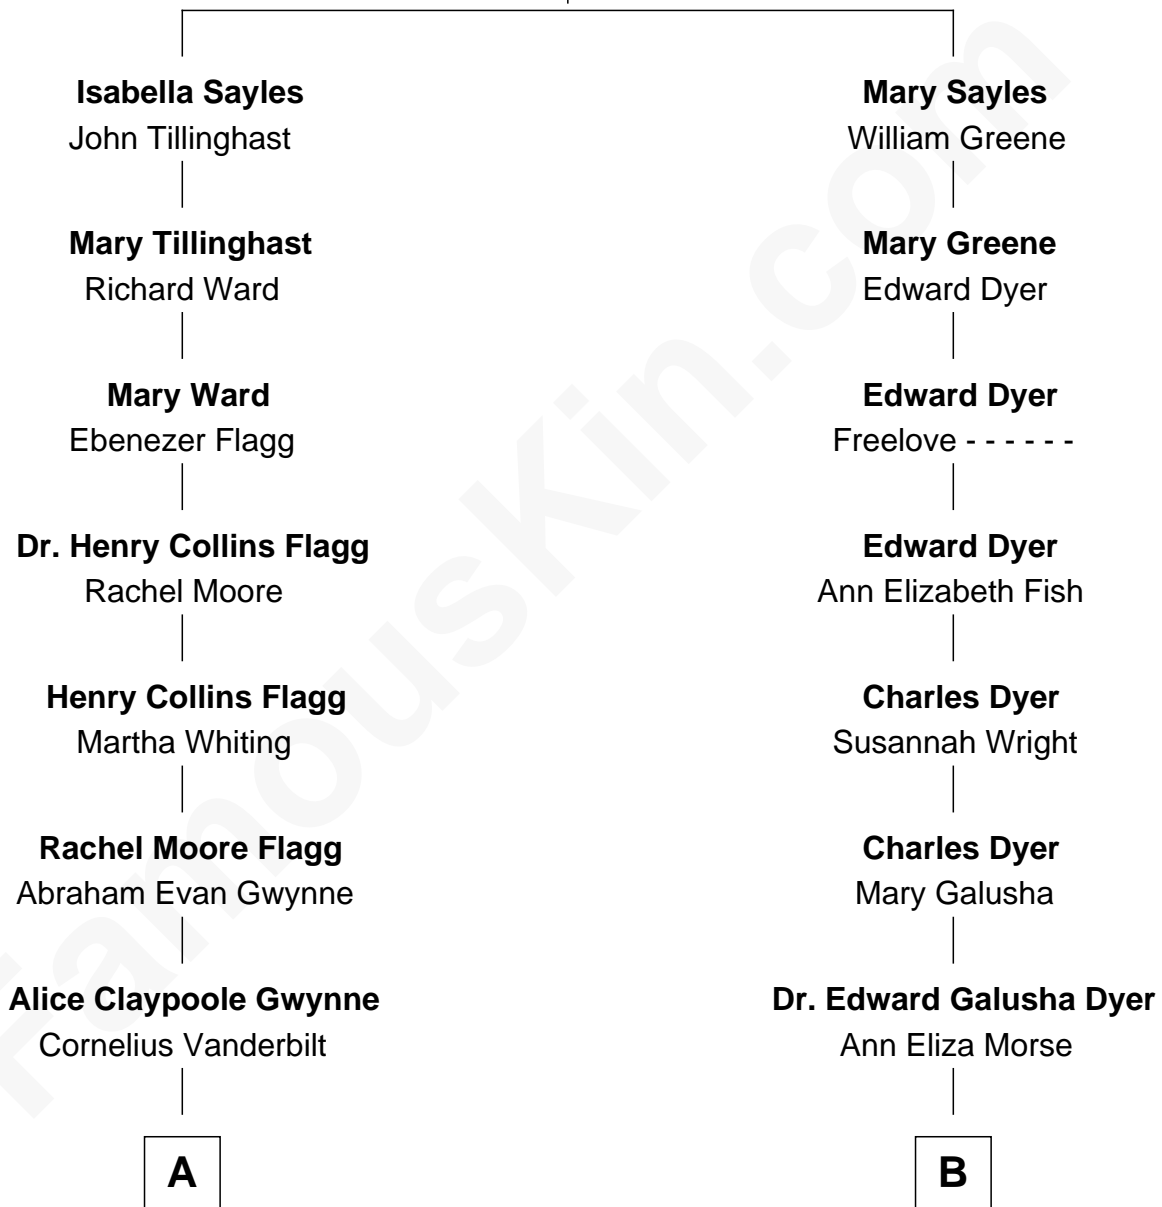 Isabella Sayles
John Tillinghast
Mary Tillinghast
Richard Ward
Mary Ward
Ebenezer Flagg
Dr. Henry Collins Flagg
Rachel Moore
Henry Collins Flagg
Martha Whiting
Rachel Moore Flagg
Abraham Evan Gwynne
Alice Claypoole Gwynne
Cornelius Vanderbilt
A
Mary Sayles
William Greene
Mary Greene
Edward Dyer
Edward Dyer
Freelove - - - - - -
Edward Dyer
Ann Elizabeth Fish
Charles Dyer
Susannah Wright
Charles Dyer
Mary Galusha
Dr. Edward Galusha Dyer
Ann Eliza Morse
B
FamousKin.com